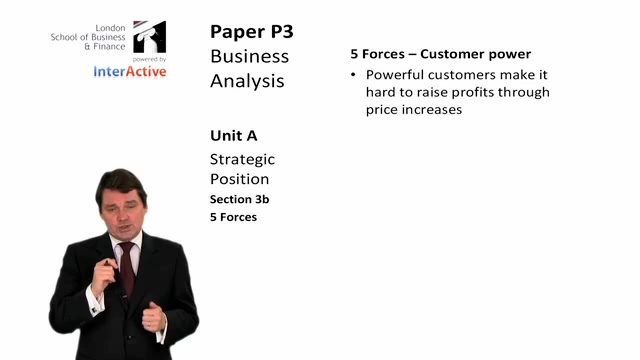 London
School of Business
& Finance
powered by
InterActive
Paper P3
Business
Analysis
Unit A
Strategic
Position
Section 3b
5 Forces
5 Forces – Customer power
• Powerful customers make it
hard to raise profits through
price increases